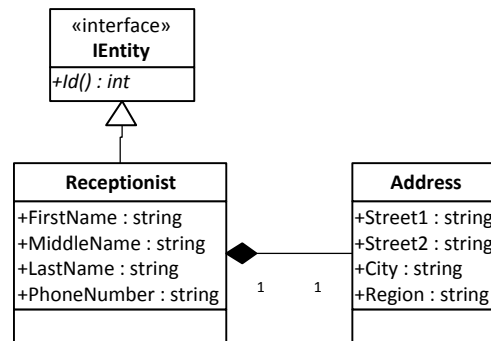 «interface»
IEntity
+Id() : int
Receptionist
+FirstName : string
+MiddleName : string
+LastName : string
+PhoneNumber : string
1
1
Address
+Street1 : string
+Street2 : string
+City : string
+Region : string